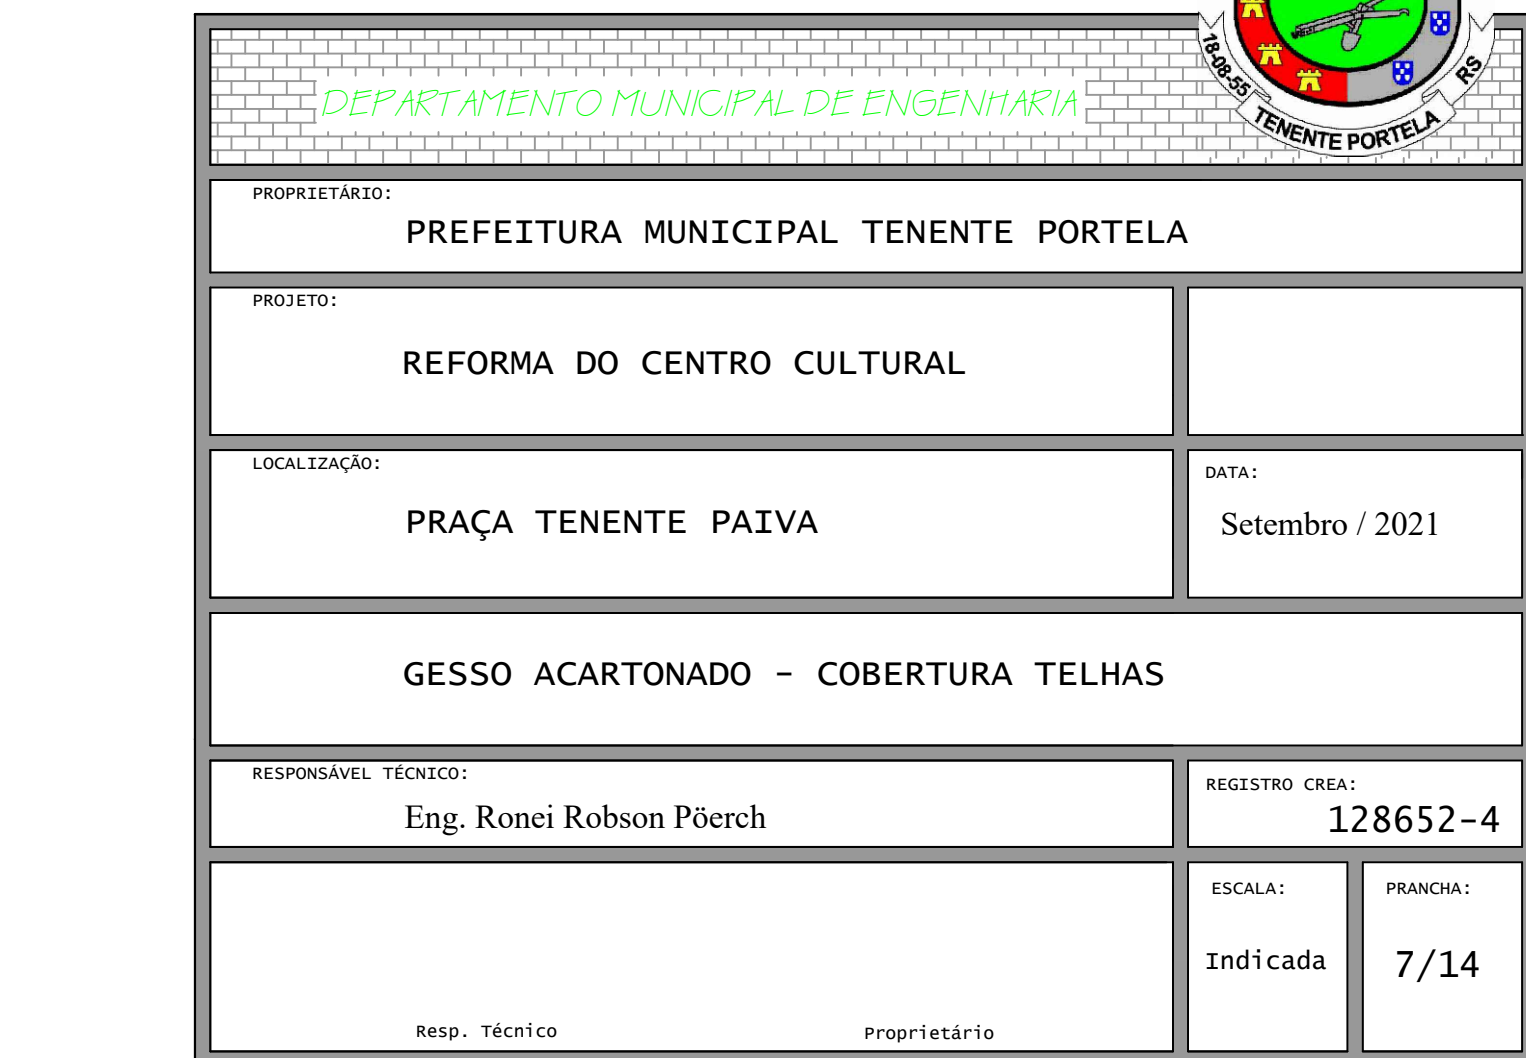 DEPARTAMENTO MUNICIPAL DE ENGENHARIA
18-08-55
TENENTE PORTELA
RS
PROPRIETÁRIO:
PREFEITURA MUNICIPAL TENENTE PORTELA
PROJETO:
REFORMA DO CENTRO CULTURAL
LOCALIZAÇÃO:
PRAÇA TENENTE PAIVA
DATA:
Setembro / 2021
GESSO ACARTONADO - COBERTURA TELHAS
RESPONSÁVEL TÉCNICO:
Eng. Ronei Robson Pöerch
REGISTRO CREA:
128652-4
ESCALA:
Indicada
PRANCHA:
7/14
Resp. Técnico
Proprietário